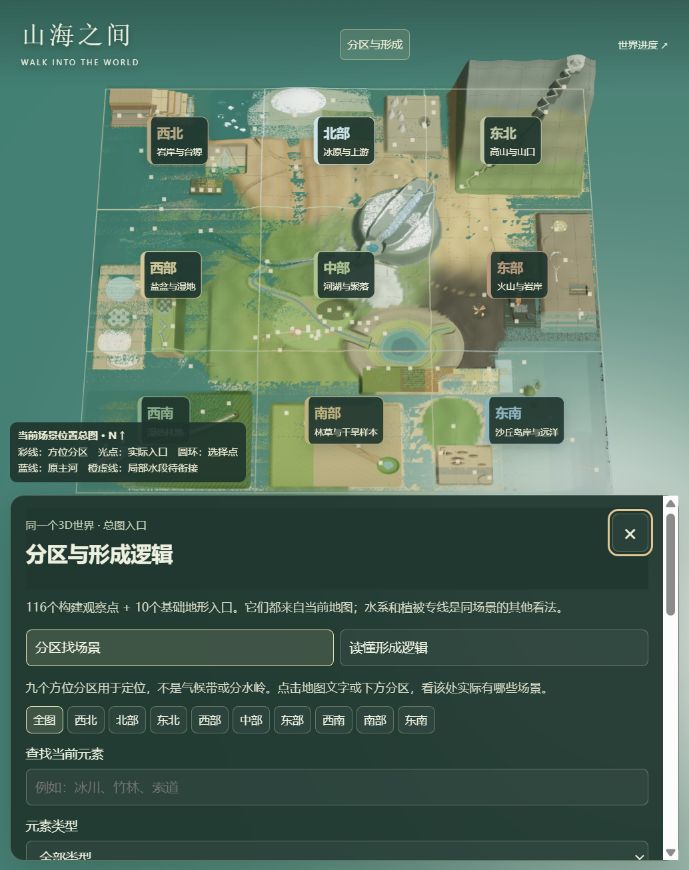 山海之间
WALK INTO THE WORLD
分区与形成
世界进度 ↗
西北
岩岸与台塬
北部
冰原与上游
东北
高山与山口
西部
盐盆与湿地
中部
河湖与聚落
东部
火山与岩岸
西南
南部
林草与干旱样本
东南
沙丘岛岸与远洋
当前场景位置总图 • N ↑
彩线：方位分区 光点：实际入口 圆环：选择点
蓝线：原主河 橙虚线：局部水段待衔接
同一个3D世界 · 总图入口
分区与形成逻辑
×
116个构建观察点 + 10个基础地形入口。它们都来自当前地图；水系和植被专线是同场景的其他看法。
分区找场景
读懂形成逻辑
九个方位分区用于定位，不是气候带或分水岭。点击地图文字或下方分区，看该处实际有哪些场景。
全图 西北 北部 东北 西部 中部 东部 西南 南部 东南
查找当前元素
例如：冰川、竹林、索道
元素类型
全部类型